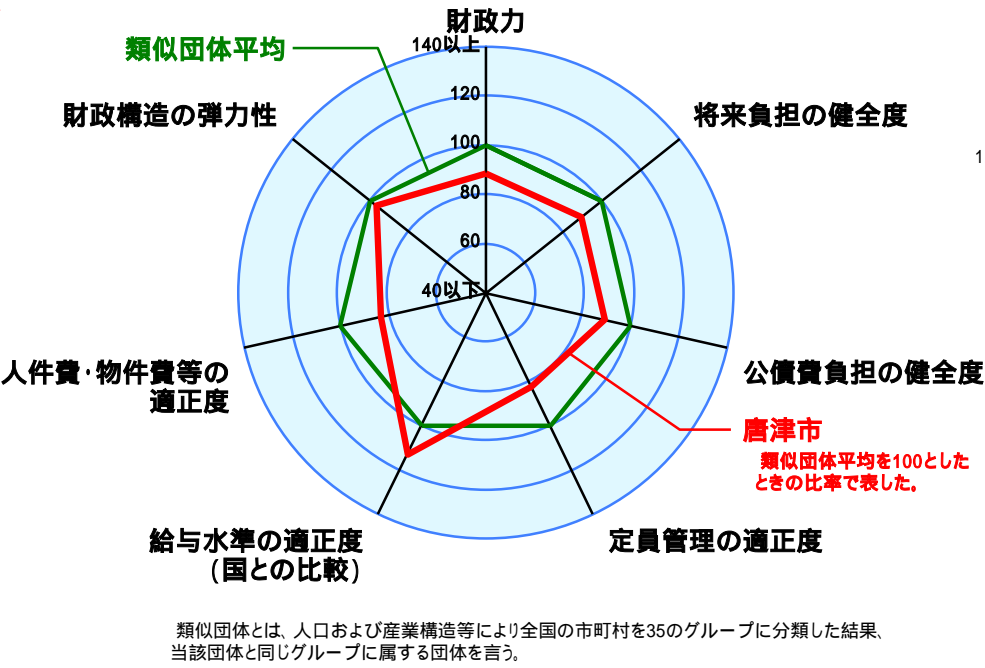 財政力
類似団体平均
140以上
120
100
80
60
40以下
財政構造の弾力性
将来負担の健全度
1
人件費・物件費等の
適正度
公債費負担の健全度
唐津市
類似団体平均を100とした
ときの比率で表した。
給与水準の適正度
(国との比較)
定員管理の適正度
類似団体とは、人口および産業構造等により全国の市町村を35のグループに分類した結果、
当該団体と同じグループに属する団体を言う。